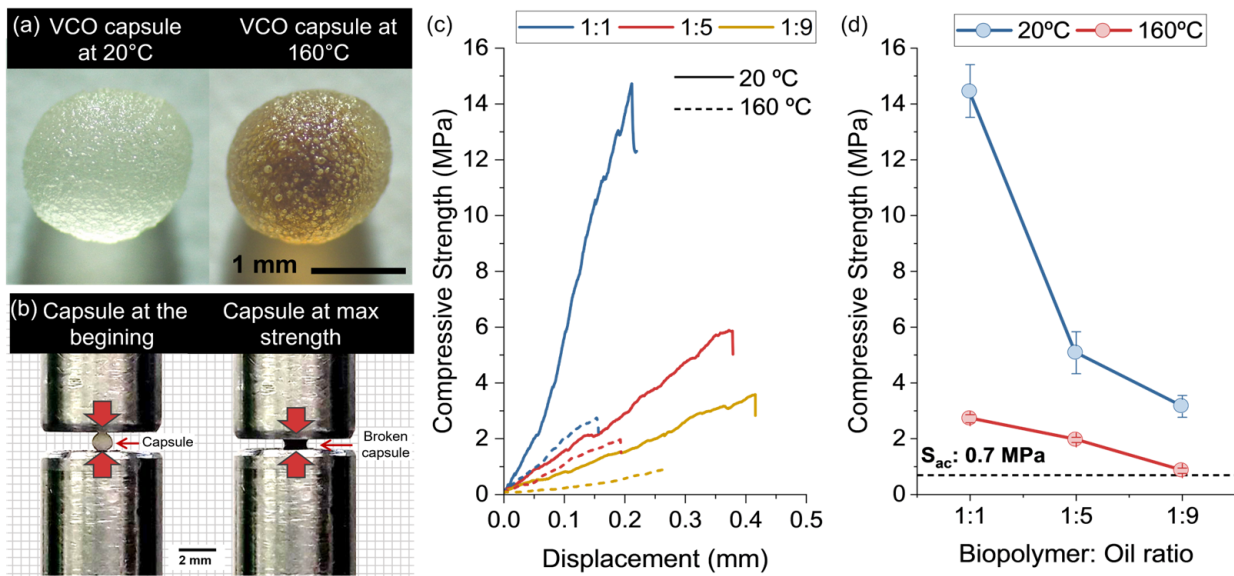 (a) VCO capsule
at 20°C
VCO capsule at
160°C
1 mm
(b) Capsule at the
begining
Capsule at max
strength
Capsule
Broken
capsule
2 mm
(c)
1:1 1:5 1:9
20 ºC
160 ºC
Compressive Strength (MPa)
16
14
12
10
8
6
4
2
0
0.0 0.1 0.2 0.3 0.4 0.5
Displacement (mm)
(d)
20ºC 160ºC
Compressive Strength (MPa)
16
14
12
10
8
6
4
2
0
Sac: 0.7 MPa
1:1 1:5 1:9
Biopolymer: Oil ratio